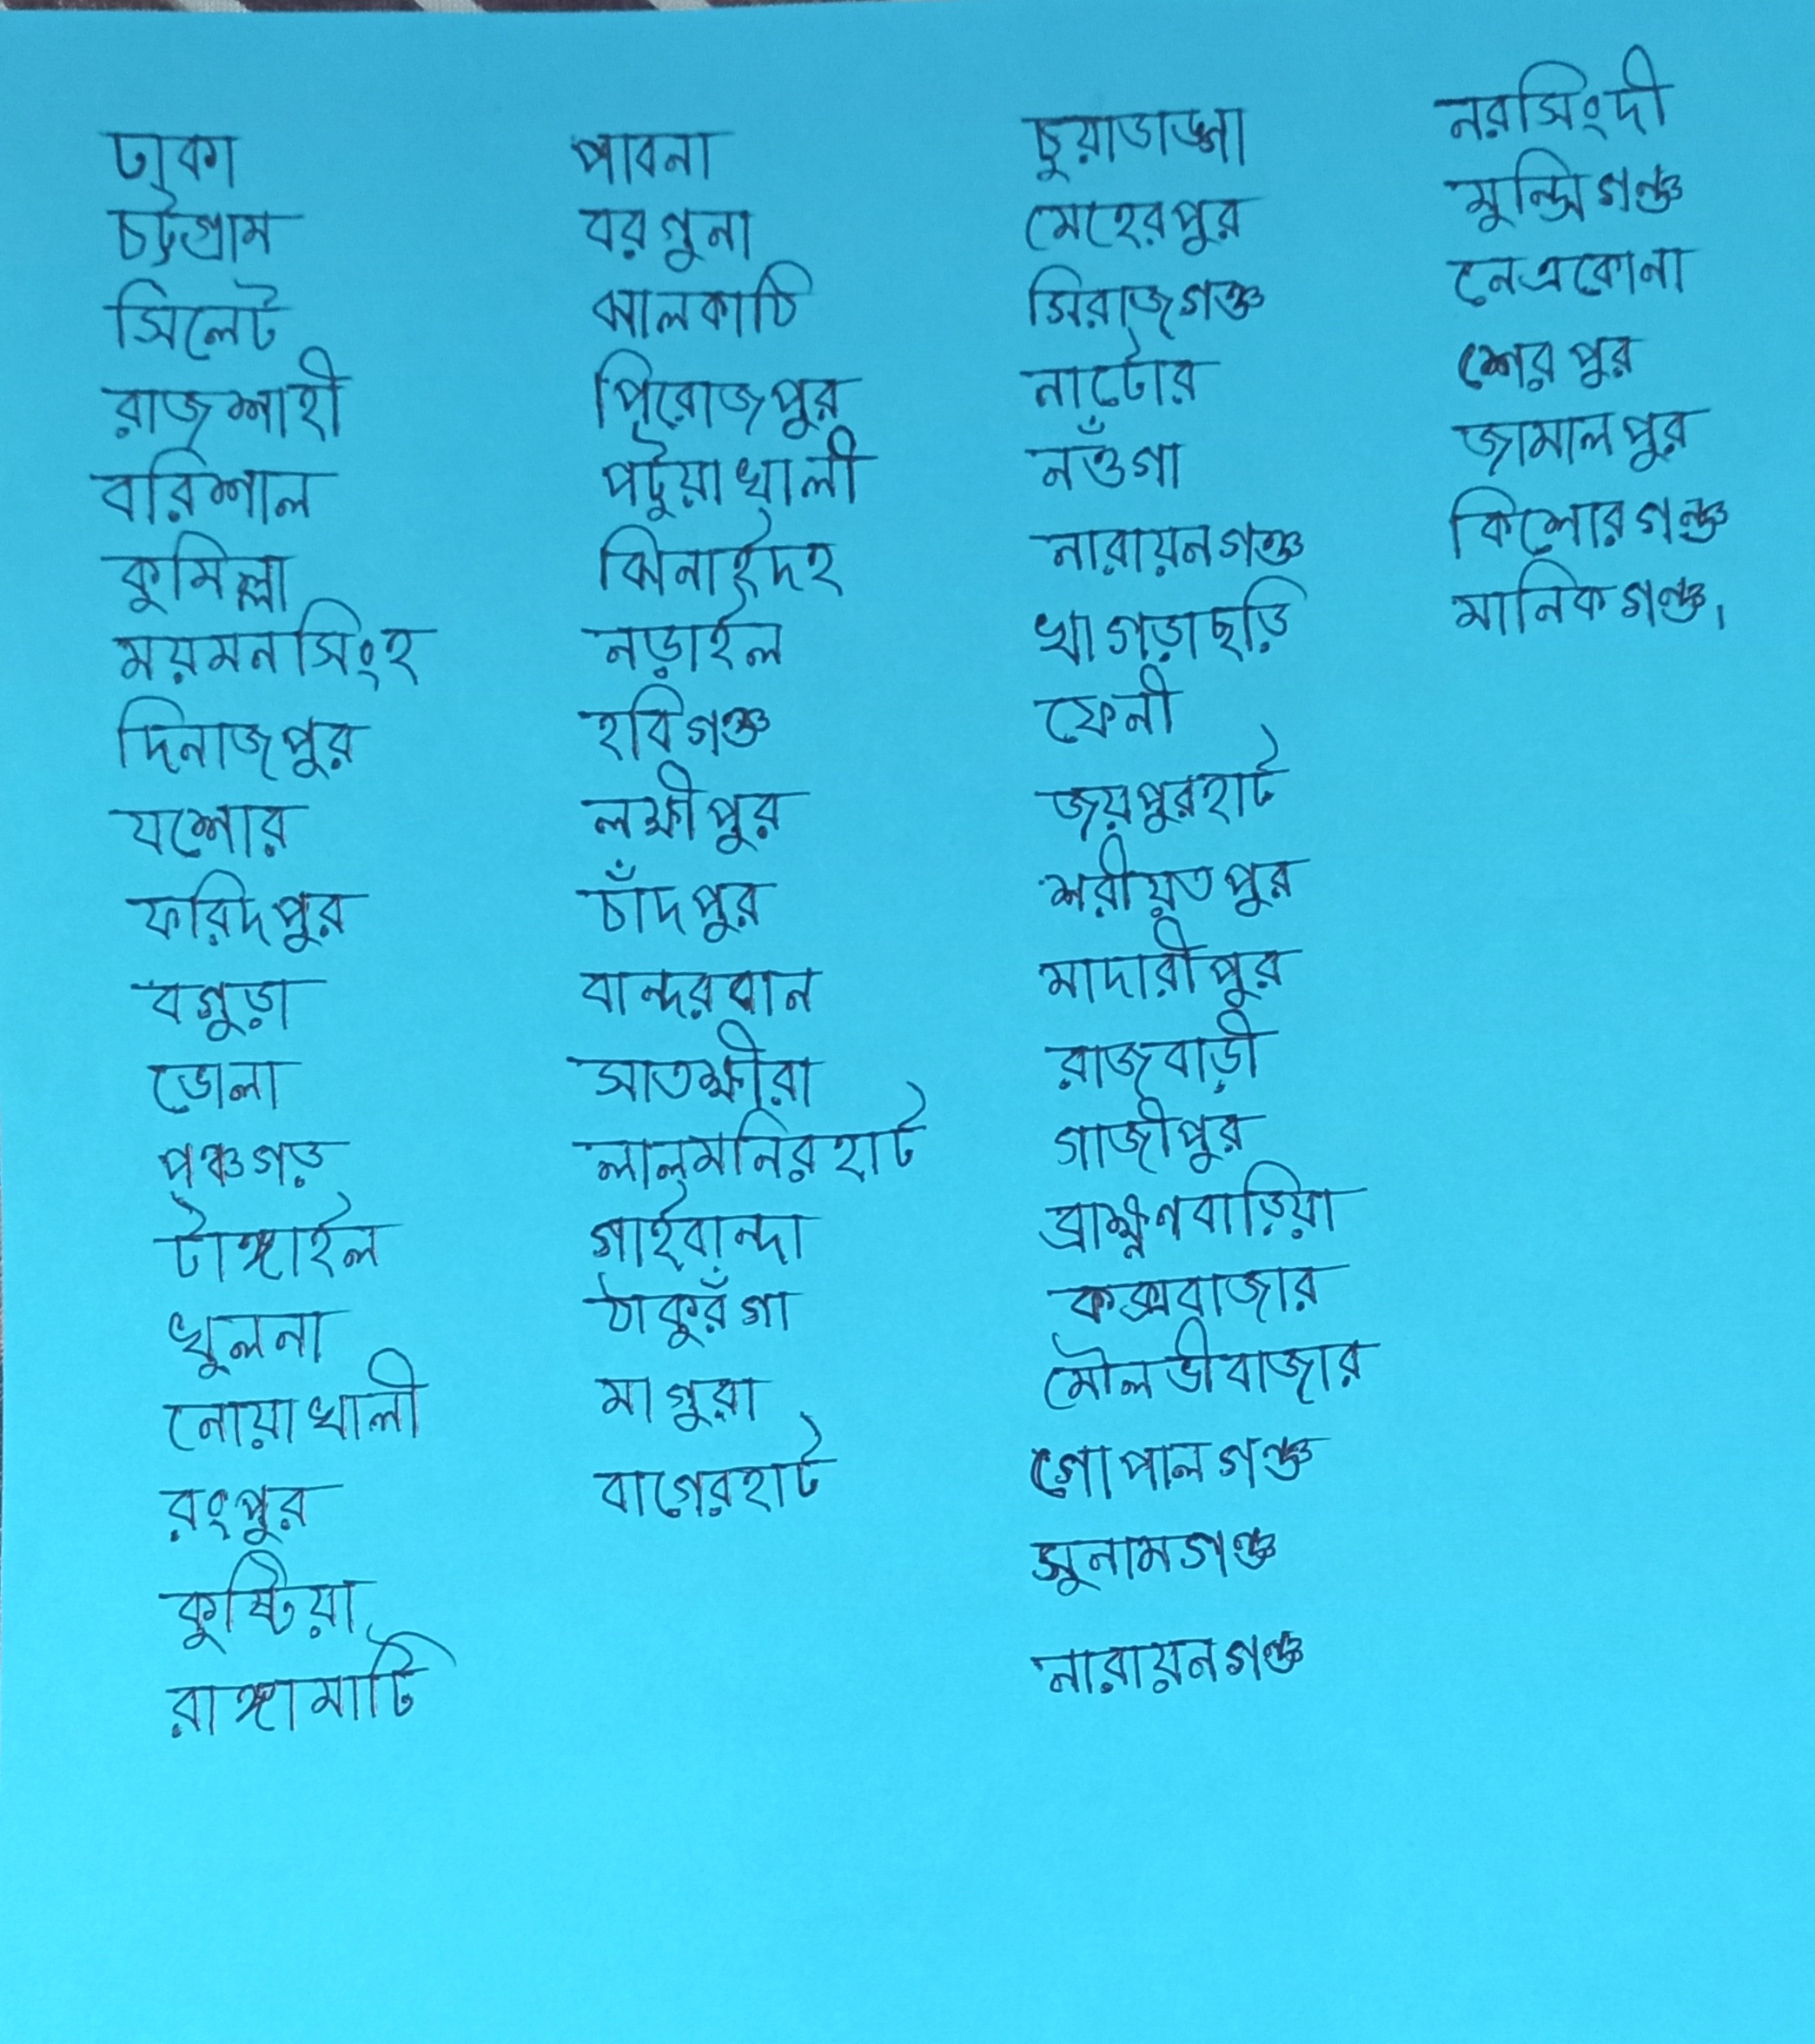 ঢাকা
চট্টগ্রাম
সিলেট
রাজশাহী
বরিশাল
কুমিল্লা
ময়মনসিংহ
দিনাজপুর
যশোর
ফরিদপুর
বগুড়া
ভোলা
পঞ্চগড়
টাঙ্গাইল
খুলনা
নোয়াখালী
রংপুর
কুষ্টিয়া
রাঙ্গামাটি
পাবনা
বরগুনা
ঝালকাঠি
পিরোজপুর
পটুয়াখালী
ঝিনাইদহ
নড়াইল
হবিগঞ্জ
লক্ষীপুর
চাঁদপুর
বান্দরবান
সাতক্ষীরা
লালমনিরহাট
গাইবান্দা
ঠাকুরঁগা
মাগুরা
বাগেরহাট
চুয়াডাঙ্গা
মেহেরপুর
সিরাজগঞ্জ
নাটোর
নওঁগা
নারায়নগঞ্জ
খাগড়াছড়ি
ফেনী
জয়পুরহাট
শরীয়তপুর
মাদারীপুর
রাজবাড়ী
গাজীপুর
ব্রাক্ষ্মণবাড়িয়া
কক্সবাজার
মৌলভীবাজার
গোপালগঞ্জ
সুনামগঞ্জ
নারায়নগঞ্জ
নরসিংদী
মুন্সিগঞ্জ
নেত্রকোনা
শেরপুর
জামালপুর
কিশোরগঞ্জ
মানিকগঞ্জ।